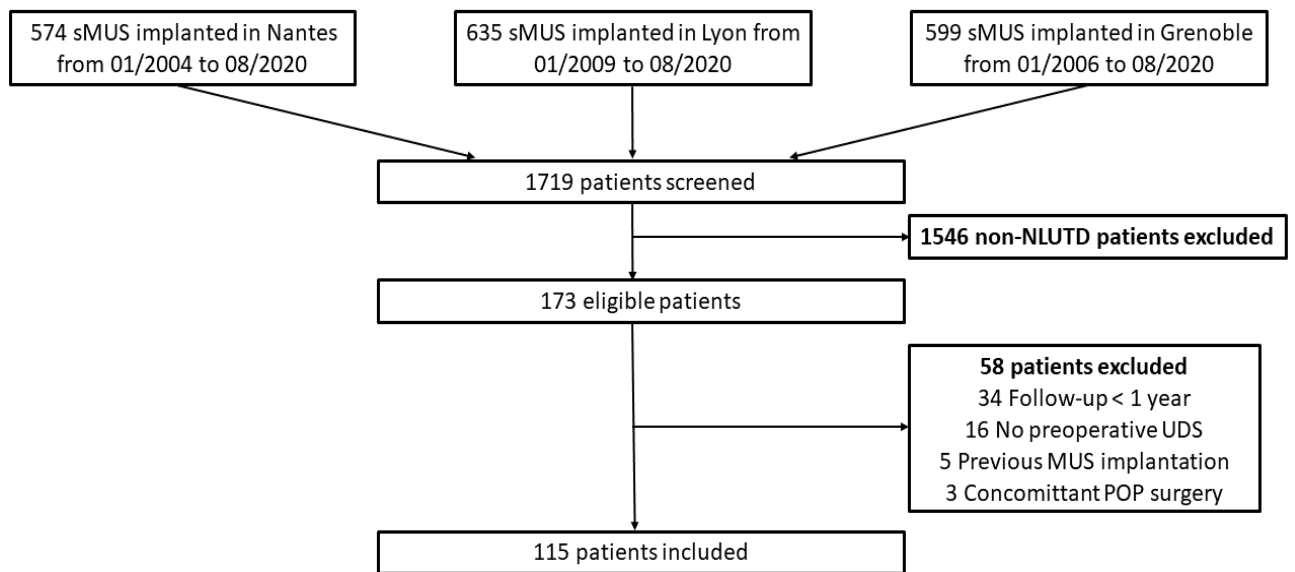 574 sMUS implanted in Nantes
from 01/2004 to 08/2020
635 sMUS implanted in Lyon from
01/2009 to 08/2020
599 sMUS implanted in Grenoble
from 01/2006 to 08/2020
1719 patients screened
1546 non-NLUTD patients excluded
173 eligible patients
58 patients excluded
34 Follow-up < 1 year
16 No preoperative UDS
5 Previous MUS implantation
3 Concomittant POP surgery
115 patients included